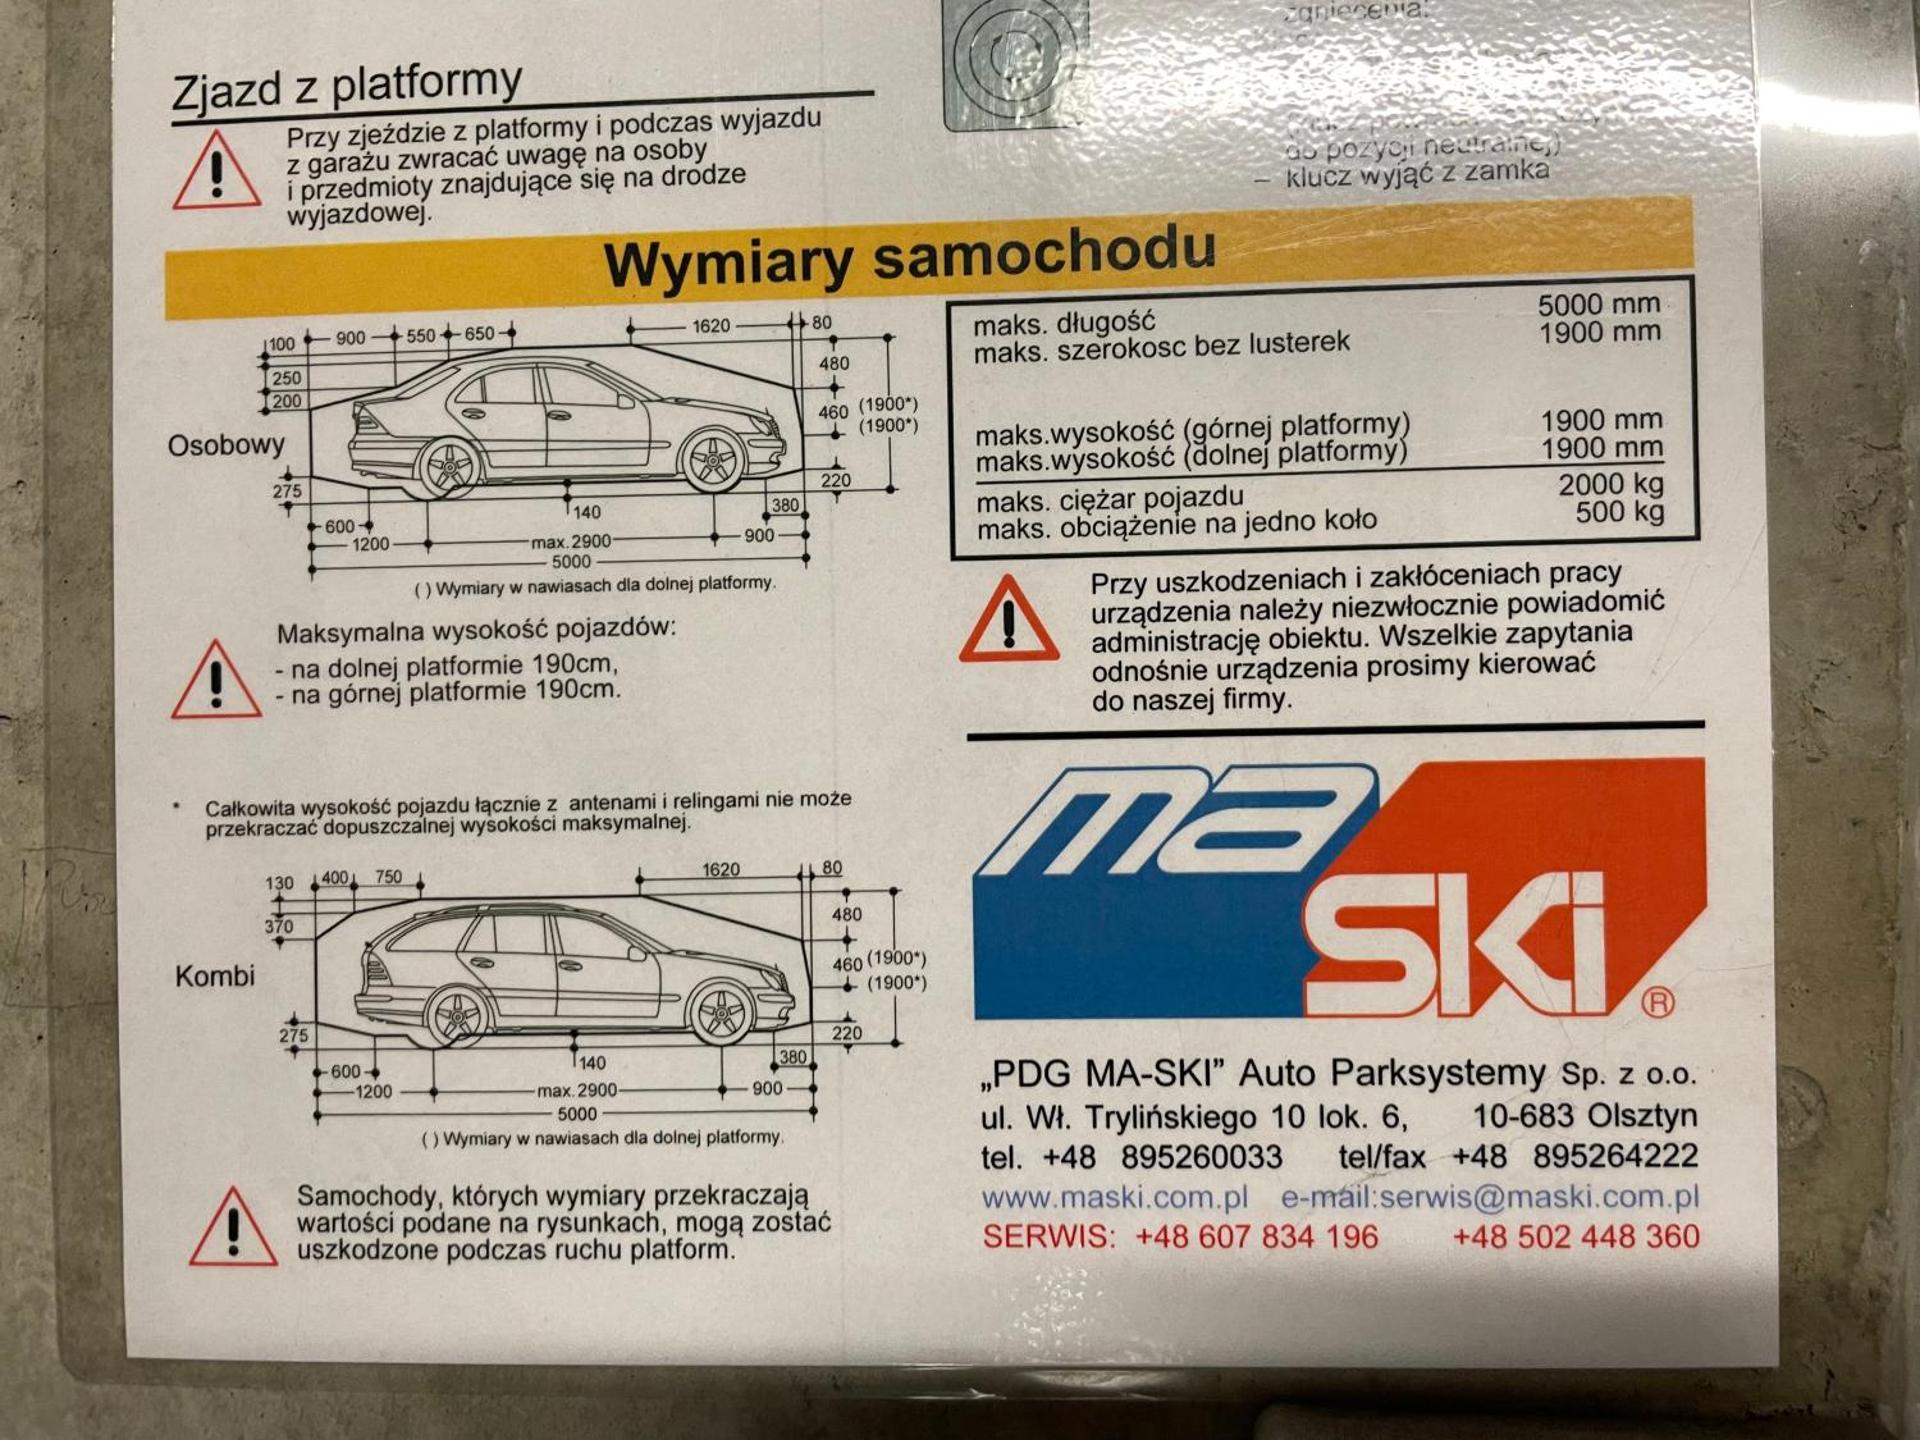 Zjazd z platformy
Przy zjeździe z platformy i podczas wyjazdu
z garażu zwracać uwagę na osoby
i przedmioty znajdujące się na drodze
wyjazdowej.
zgniecenia:
do pozycji neutralnej)
– klucz wyjąć z zamka
Wymiary samochodu
100 900 550 650 1620 80
250
200
480
460 (1900*)
(1900*)
Osobowy
275
220
600 140 380
1200 max.2900 900
5000
( ) Wymiary w nawiasach dla dolnej platformy.
Maksymalna wysokość pojazdów:
- na dolnej platformie 190cm,
- na górnej platformie 190cm.
* Całkowita wysokość pojazdu łącznie z antenami i relingami nie może
przekraczać dopuszczalnej wysokości maksymalnej.
130 400 750 1620 80
370
480
460 (1900*)
(1900*)
Kombi
275
220
600 140 380
1200 max.2900 900
5000
( ) Wymiary w nawiasach dla dolnej platformy.
Samochody, których wymiary przekraczają
wartości podane na rysunkach, mogą zostać
uszkodzone podczas ruchu platform.
maks. długość 5000 mm
maks. szerokosc bez lusterek 1900 mm
maks.wysokość (górnej platformy) 1900 mm
maks.wysokość (dolnej platformy) 1900 mm
maks. ciężar pojazdu 2000 kg
maks. obciążenie na jedno koło 500 kg
Przy uszkodzeniach i zakłóceniach pracy
urządzenia należy niezwłocznie powiadomić
administrację obiektu. Wszelkie zapytania
odnośnie urządzenia prosimy kierować
do naszej firmy.
ma
SKi ®
„PDG MA-SKI” Auto Parksystemy Sp. z o.o.
ul. Wł. Trylińskiego 10 lok. 6, 10-683 Olsztyn
tel. +48 895260033 tel/fax +48 895264222
www.maski.com.pl e-mail:serwis@maski.com.pl
SERWIS: +48 607 834 196 +48 502 448 360